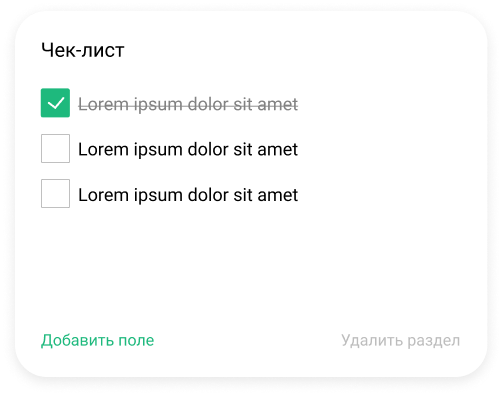 Чек-лист
Lorem ipsum dolor sit amet
Lorem ipsum dolor sit amet
Lorem ipsum dolor sit amet
Добавить поле
Удалить раздел